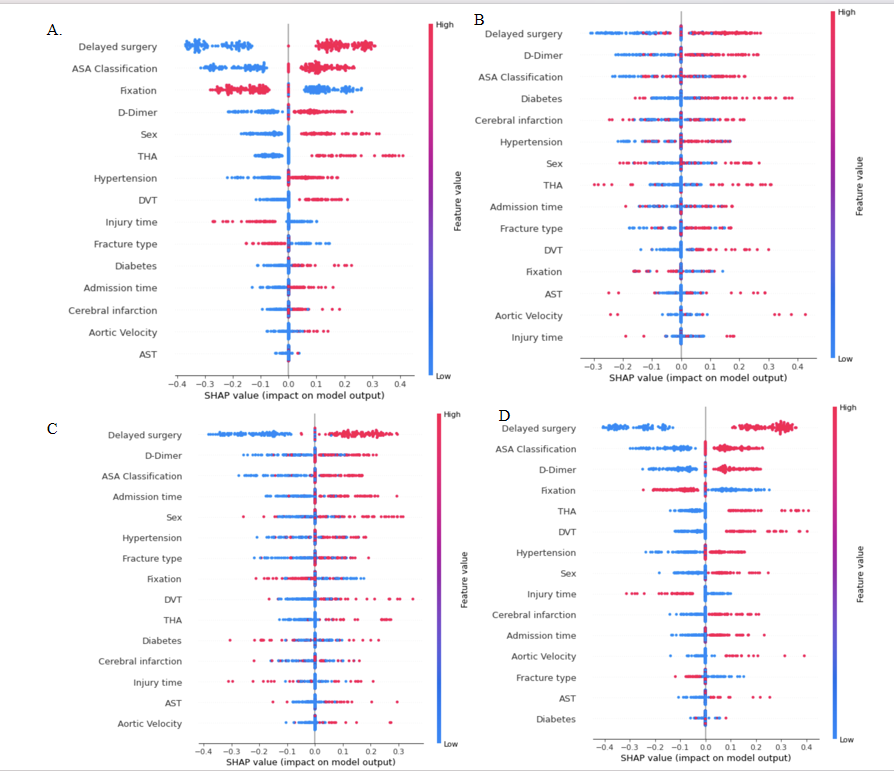 A.
High
Delayed surgery
ASA Classification
Fixation
D-Dimer
Sex
THA
Hypertension
DVT
Injury time
Fracture type
Diabetes
Admission time
Cerebral infarction
Aortic Velocity
AST
Low
Feature value
−0.4 −0.3 −0.2 −0.1 0.0 0.1 0.2 0.3 0.4
SHAP value (impact on model output)
B
High
Delayed surgery
D-Dimer
ASA Classification
Diabetes
Cerebral infarction
Hypertension
Sex
THA
Admission time
Fracture type
DVT
Fixation
AST
Aortic Velocity
Injury time
Low
Feature value
−0.3 −0.2 −0.1 0.0 0.1 0.2 0.3 0.4
SHAP value (impact on model output)
C
High
Delayed surgery
D-Dimer
ASA Classification
Admission time
Sex
Hypertension
Fracture type
Fixation
DVT
THA
Diabetes
Cerebral infarction
Injury time
AST
Aortic Velocity
Low
Feature value
−0.4 −0.3 −0.2 −0.1 0.0 0.1 0.2 0.3
SHAP value (impact on model output)
D
High
Delayed surgery
ASA Classification
D-Dimer
Fixation
THA
DVT
Hypertension
Sex
Injury time
Cerebral infarction
Admission time
Aortic Velocity
Fracture type
AST
Diabetes
Low
Feature value
−0.4 −0.3 −0.2 −0.1 0.0 0.1 0.2 0.3 0.4
SHAP value (impact on model output)